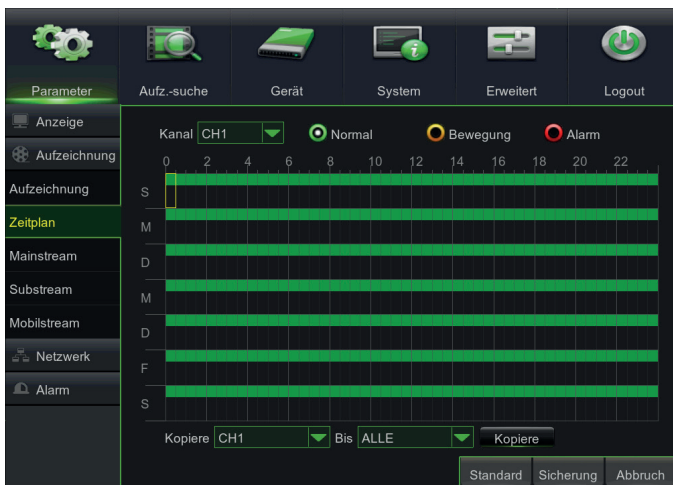 Parameter Aufz.-suche Gerät System Erweitert Logout
Anzeige
Aufzeichnung
Aufzeichnung
Zeitplan
Mainstream
Substream
Mobilstream
Netzwerk
Alarm
Kanal CH1 Normal Bewegung Alarm
0 2 4 6 8 10 12 14 16 18 20 22
S
M
D
M
D
F
S
Kopiere CH1 Bis ALLE Kopiere
Standard Sicherung Abbruch